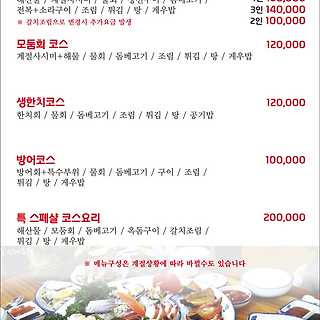 전복+소라구이 / 조림 / 튀김 / 탕 / 게우밥 3인 140,000
※ 갈치조림으로 변경시 추가요금 발생 2인 100,000
모둠회 코스 120,000
계절사시미+해물 / 물회 / 돔베고기 / 조림 / 튀김 / 탕 / 게우밥
생한치코스 120,000
한치회 / 물회 / 돔베고기 / 조림 / 튀김 / 탕 / 공기밥
방어코스 100,000
방어회+특수부위 / 물회 / 돔베고기 / 구이 / 조림 /
튀김 / 탕 / 게우밥
특 스페샬 코스요리 200,000
해산물 / 모둠회 / 돔베고기 / 옥돔구이 / 갈치조림 /
튀김 / 탕 / 게우밥
※ 메뉴구성은 계절상황에 따라 바뀔수도 있습니다